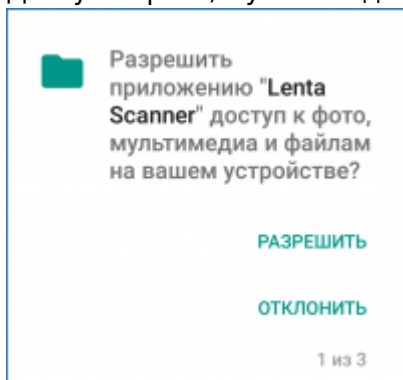 Разрешить
приложению "Lenta
Scanner" доступ к фото,
мультимедиа и файлам
на вашем устройстве?
РАЗРЕШИТЬ
ОТКЛОНИТЬ
1 из 3